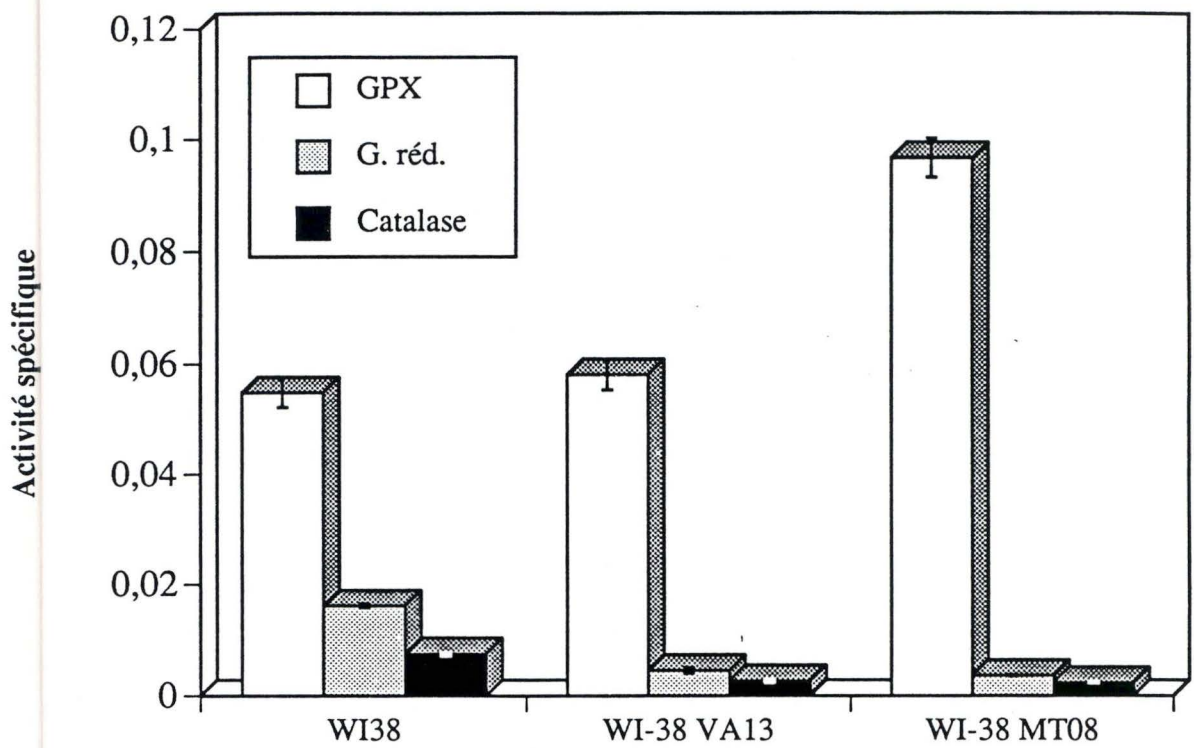 Activité spécifique
0,12
0,1
0,08
0,06
0,04
0,02
0
GPX
G. réd.
Catalase
WI38
WI-38 VA13
WI-38 MT08